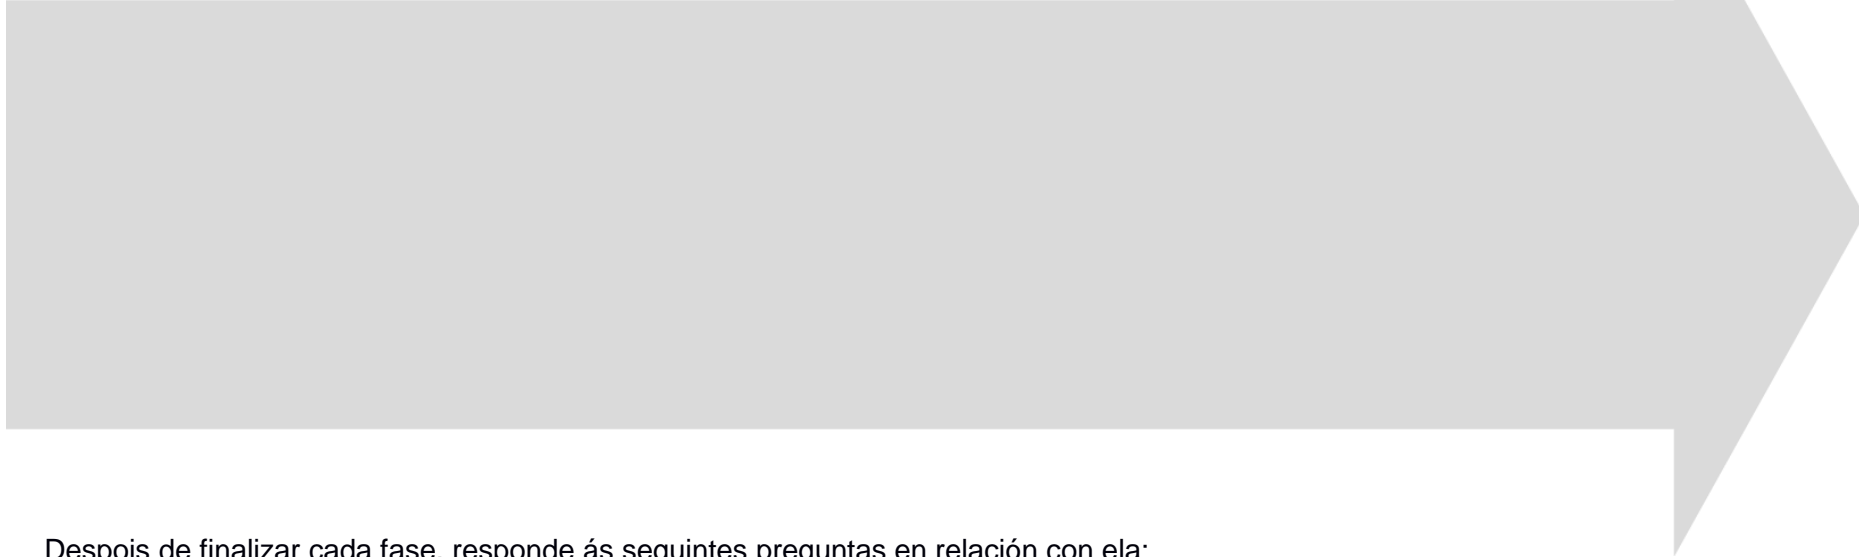 Despois de finalizar cada fase, responde ás seguintes preguntas en relación con ela: